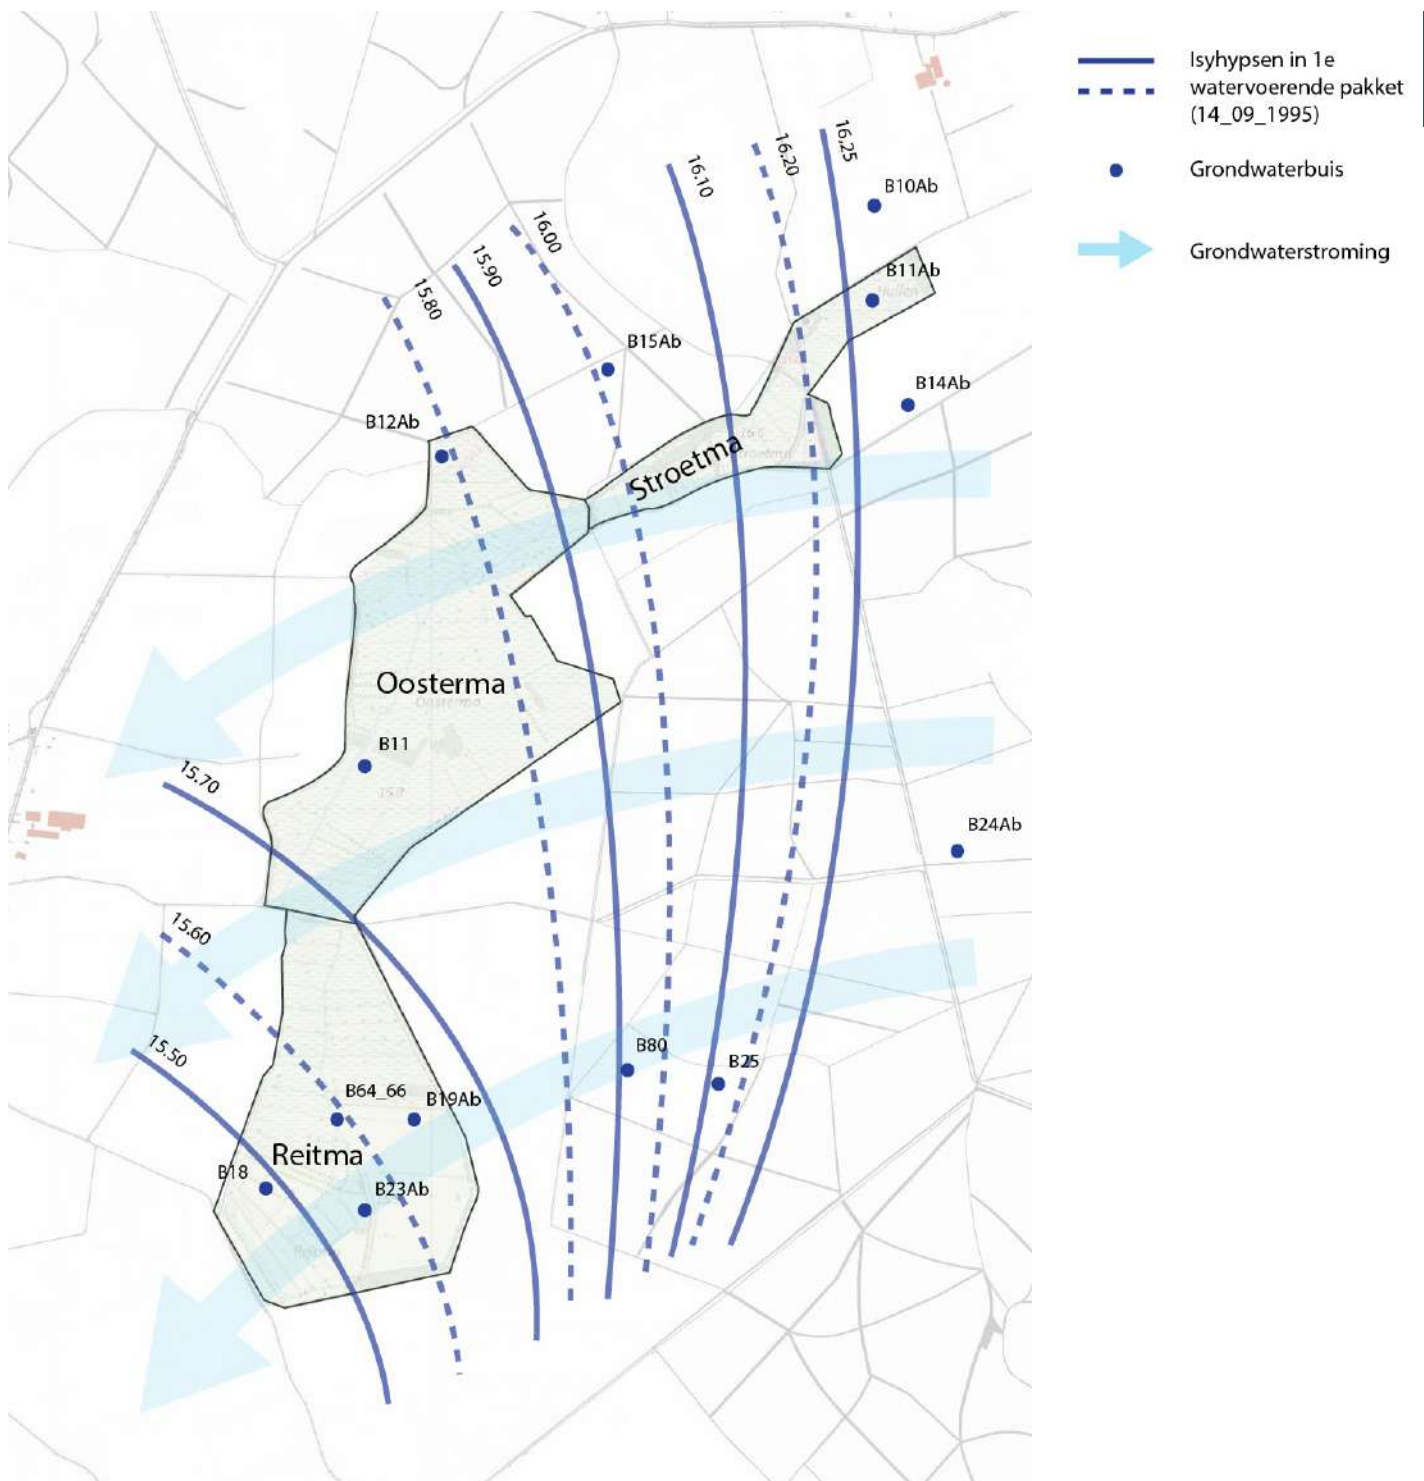 Isyhypsen in 1e
watervoerende pakket
(14_09_1995)
Grondwaterbuis
Grondwaterstroming
16.25
16.20
16.10
B10Ab
16.00
15.90
B11Ab
15.80
B15Ab
B14Ab
B12Ab
Stroetma
Oosterma
Oosterma
B11
15.70
B24Ab
15.60
15.50
B80
B25
B64_66
B19Ab
Reitma
B18
B23Ab